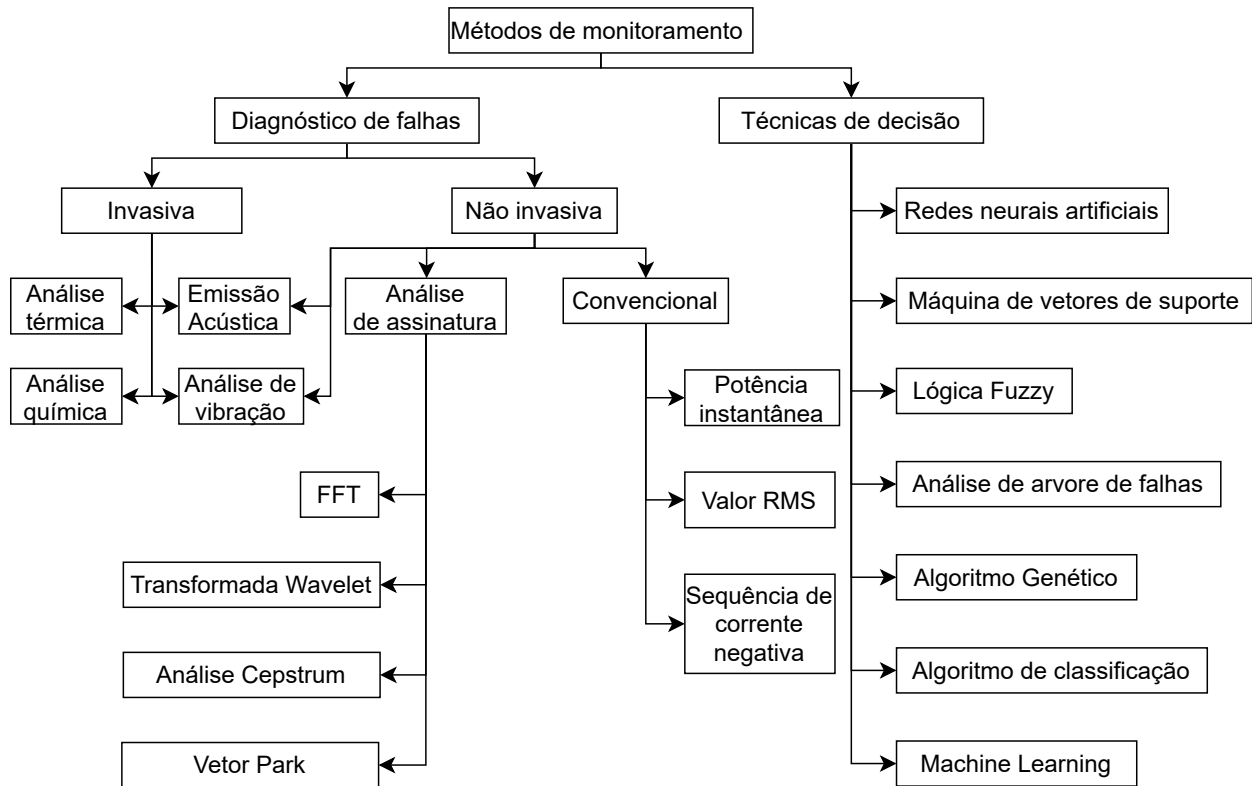 Métodos de monitoramento
Diagnóstico de falhas
Técnicas de decisão
Invasiva
Não invasiva
Redes neurais artificiais
Análise
térmica
Emissão
Acústica
Análise
de assinatura
Convencional
Máquina de vetores de suporte
Análise
química
Análise de
vibração
Potência
instantânea
Lógica Fuzzy
FFT
Valor RMS
Análise de arvore de falhas
Transformada Wavelet
Sequência de
corrente
negativa
Algoritmo Genético
Análise Cepstrum
Algoritmo de classificação
Vetor Park
Machine Learning